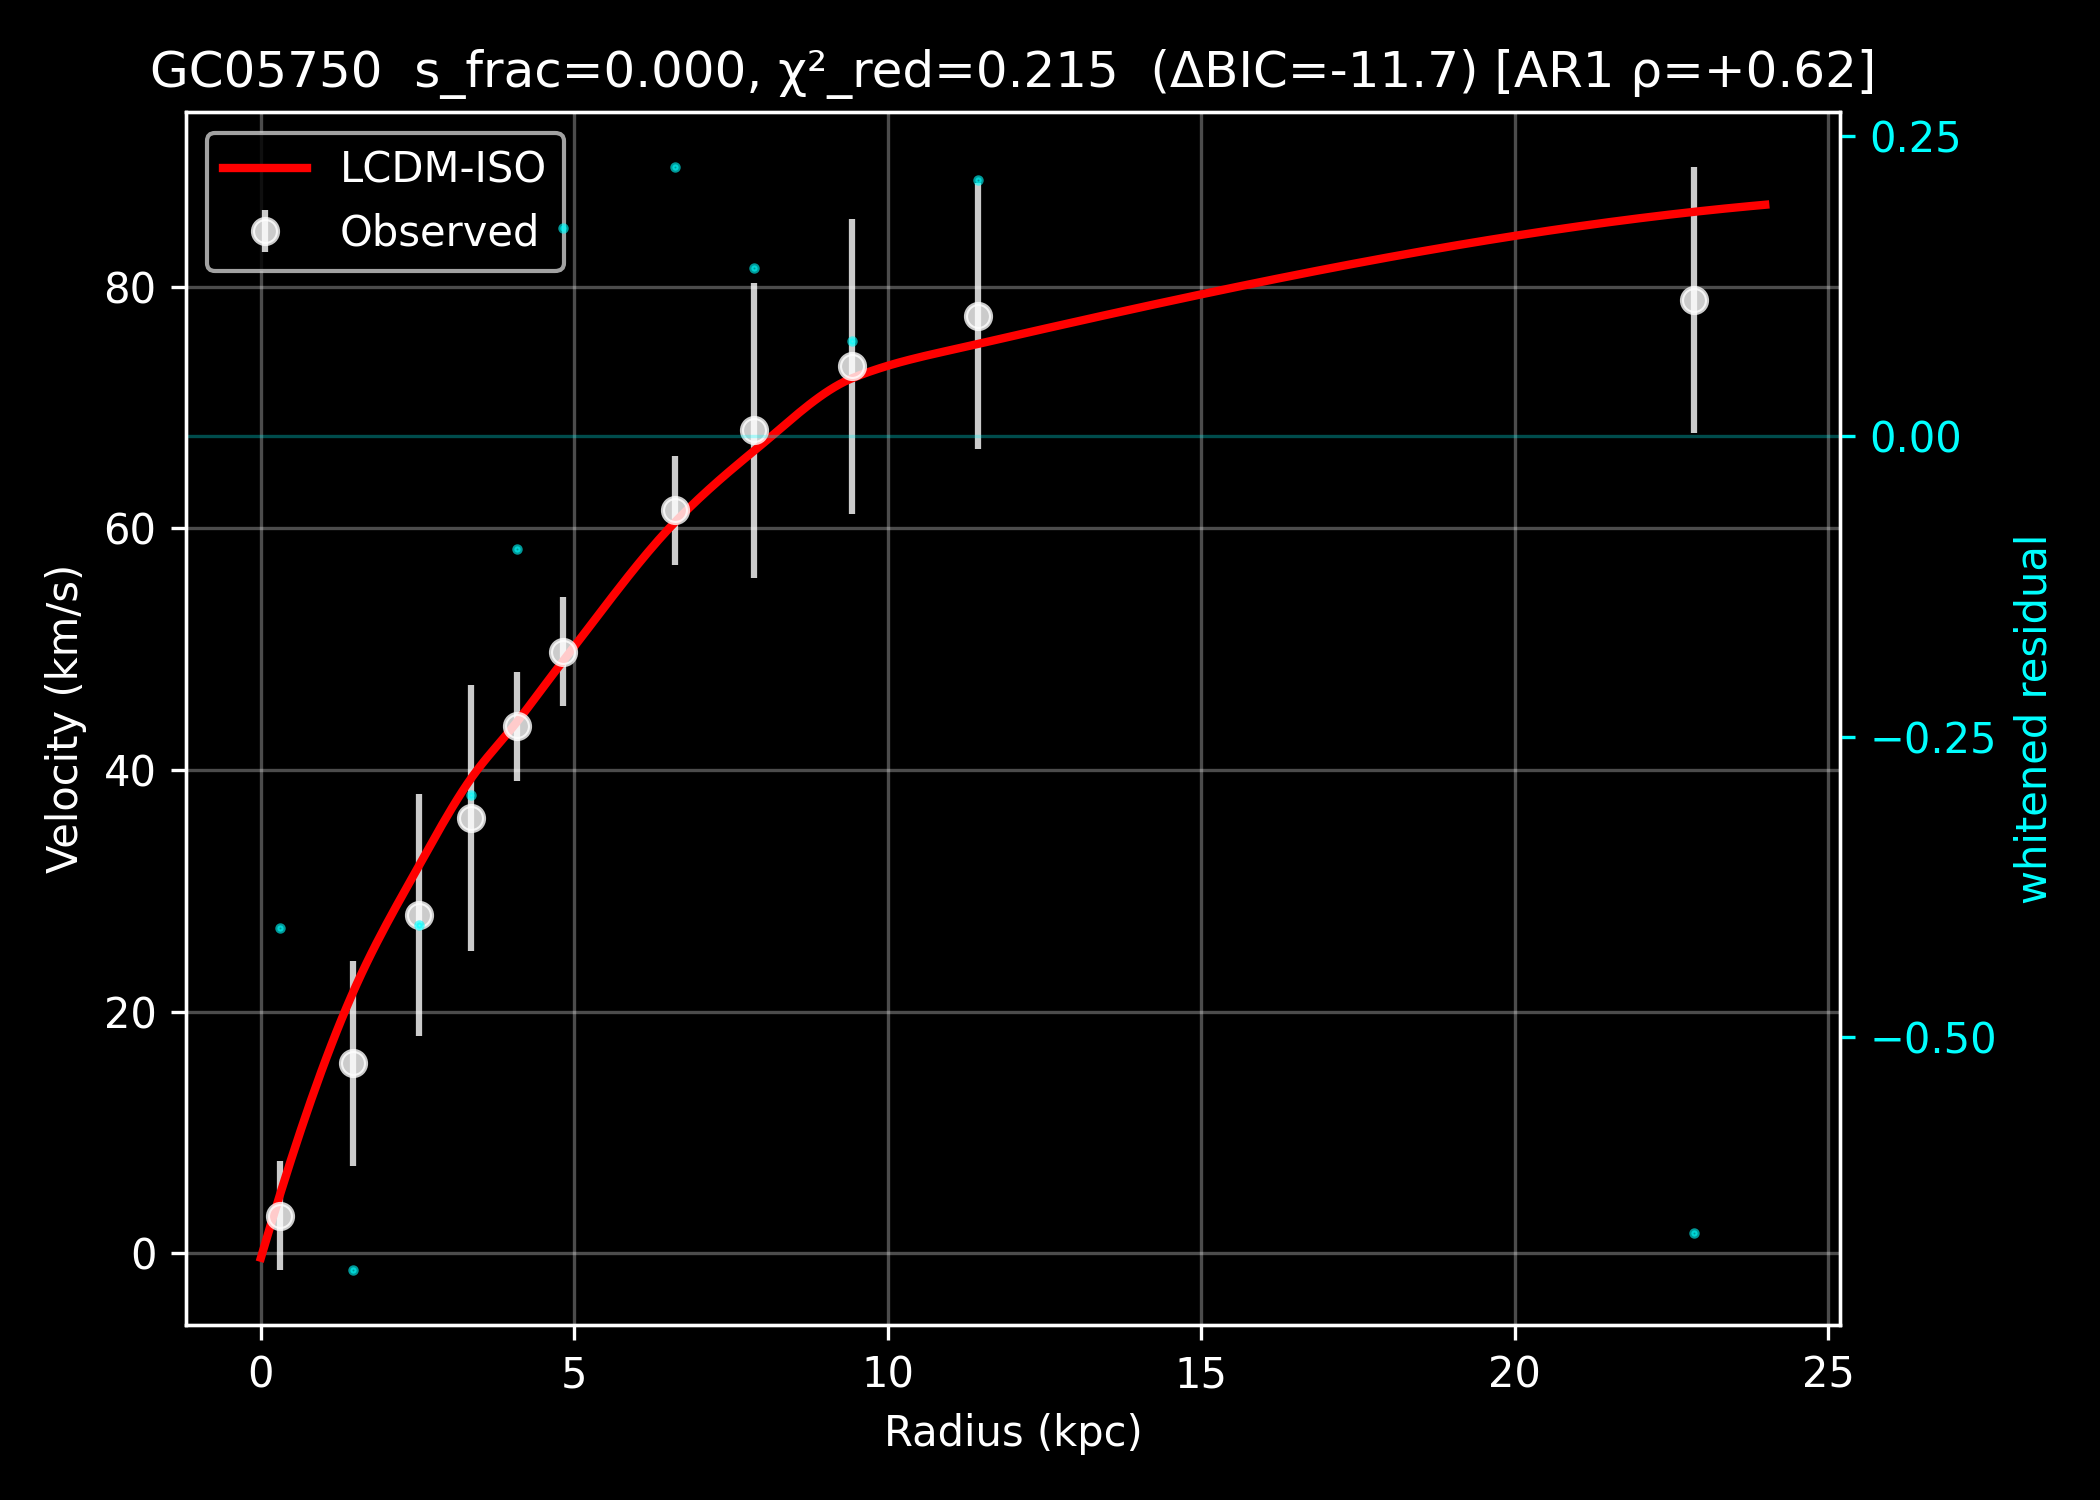 GC05750  s_frac=0.000, χ²_red=0.215  (ΔBIC=-11.7) [AR1 ρ=+0.62]
LCDM-ISO
Observed
Velocity (km/s)
80
60
40
20
0
0.25
0.00
−0.25
−0.50
whitened residual
0 5 10 15 20 25
Radius (kpc)